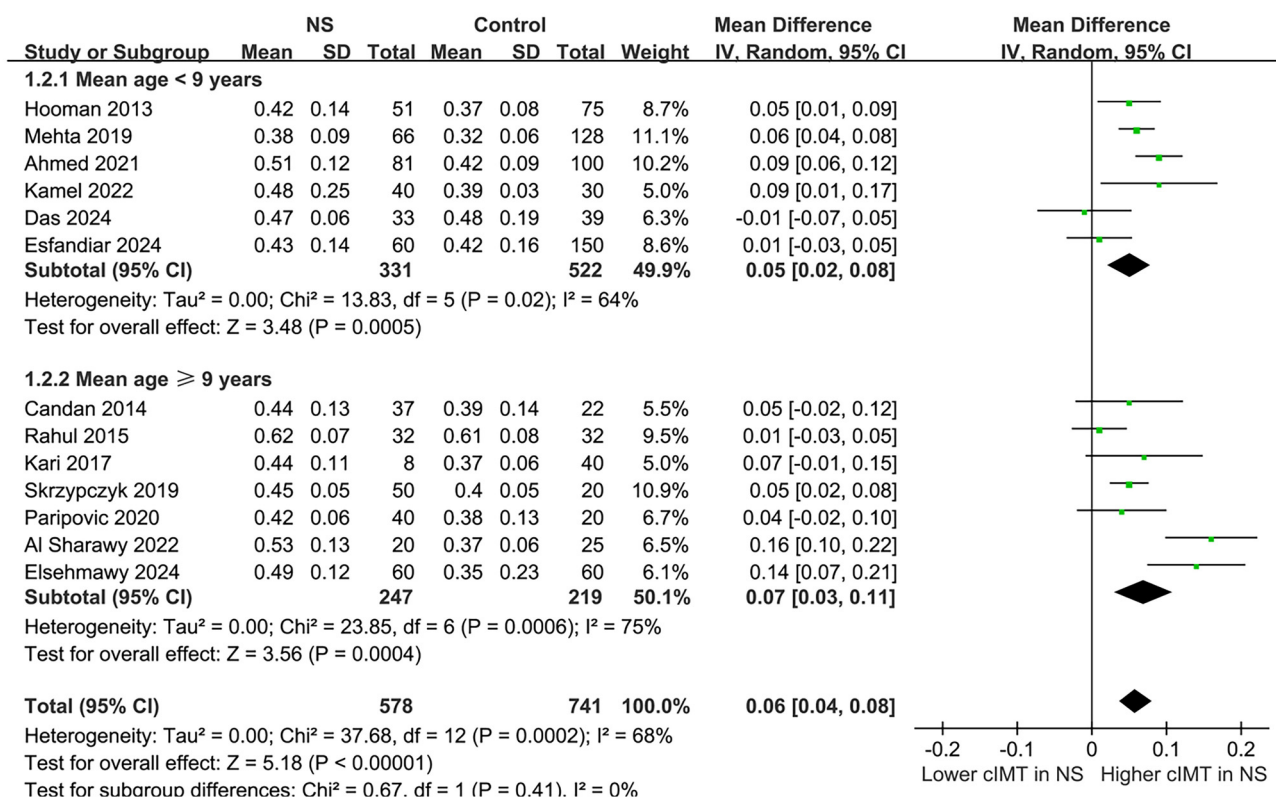 NS Control Mean Difference Mean Difference
Study or Subgroup Mean SD Total Mean SD Total Weight IV, Random, 95% CI IV, Random, 95% CI
1.2.1 Mean age < 9 years
Hooman 2013 0.42 0.14 51 0.37 0.08 75 8.7% 0.05 [0.01, 0.09]
Mehta 2019 0.38 0.09 66 0.32 0.06 128 11.1% 0.06 [0.04, 0.08]
Ahmed 2021 0.51 0.12 81 0.42 0.09 100 10.2% 0.09 [0.06, 0.12]
Kamel 2022 0.48 0.25 40 0.39 0.03 30 5.0% 0.09 [0.01, 0.17]
Das 2024 0.47 0.06 33 0.48 0.19 39 6.3% -0.01 [-0.07, 0.05]
Esfandiar 2024 0.43 0.14 60 0.42 0.16 150 8.6% 0.01 [-0.03, 0.05]
Subtotal (95% CI) 331 522 49.9% 0.05 [0.02, 0.08]
Heterogeneity: Tau² = 0.00; Chi² = 13.83, df = 5 (P = 0.02); I² = 64%
Test for overall effect: Z = 3.48 (P = 0.0005)
1.2.2 Mean age ⩾ 9 years
Candan 2014 0.44 0.13 37 0.39 0.14 22 5.5% 0.05 [-0.02, 0.12]
Rahul 2015 0.62 0.07 32 0.61 0.08 32 9.5% 0.01 [-0.03, 0.05]
Kari 2017 0.44 0.11 8 0.37 0.06 40 5.0% 0.07 [-0.01, 0.15]
Skrzypczyk 2019 0.45 0.05 50 0.4 0.05 20 10.9% 0.05 [0.02, 0.08]
Paripovic 2020 0.42 0.06 40 0.38 0.13 20 6.7% 0.04 [-0.02, 0.10]
Al Sharawy 2022 0.53 0.13 20 0.37 0.06 25 6.5% 0.16 [0.10, 0.22]
Elsehmawy 2024 0.49 0.12 60 0.35 0.23 60 6.1% 0.14 [0.07, 0.21]
Subtotal (95% CI) 247 219 50.1% 0.07 [0.03, 0.11]
Heterogeneity: Tau² = 0.00; Chi² = 23.85, df = 6 (P = 0.0006); I² = 75%
Test for overall effect: Z = 3.56 (P = 0.0004)
Total (95% CI) 578 741 100.0% 0.06 [0.04, 0.08]
Heterogeneity: Tau² = 0.00; Chi² = 37.68, df = 12 (P = 0.0002); I² = 68%
Test for overall effect: Z = 5.18 (P < 0.00001)
Test for subgroup differences: Chi² = 0.67, df = 1 (P = 0.41), I² = 0%
-0.2 -0.1 0 0.1 0.2
Lower cIMT in NS Higher cIMT in NS